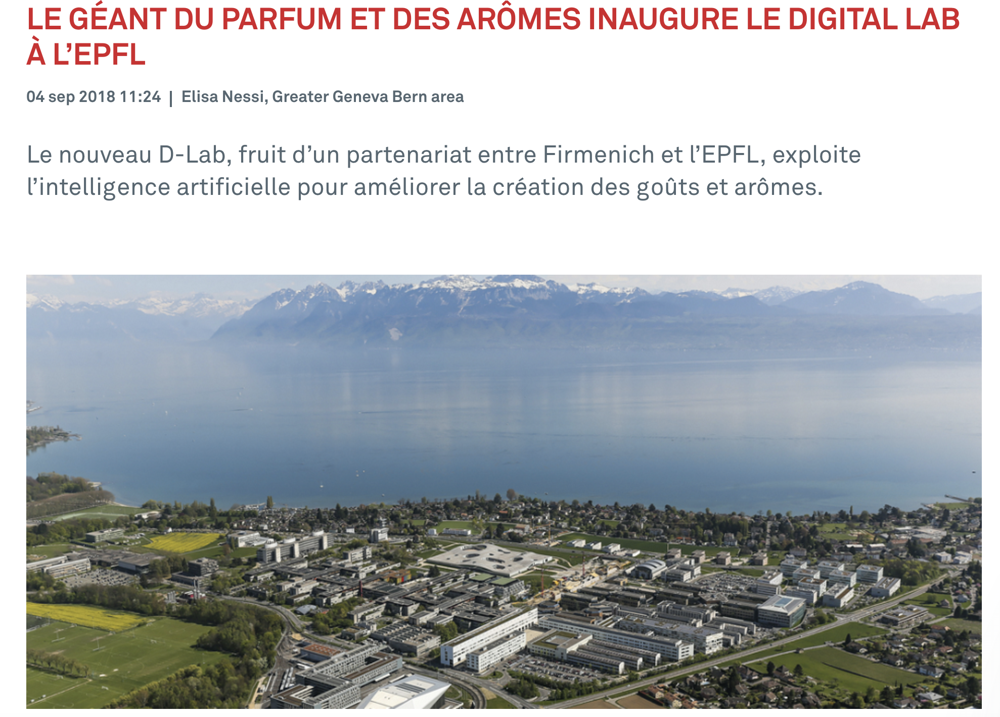 LE GÉANT DU PARFUM ET DES ARÔMES INAUGURE LE DIGITAL LAB
À L’EPFL
04 sep 2018 11:24 | Elisa Nessi, Greater Geneva Bern area
Le nouveau D-Lab, fruit d’un partenariat entre Firmenich et l’EPFL, exploite
l’intelligence artificielle pour améliorer la création des goûts et arômes.